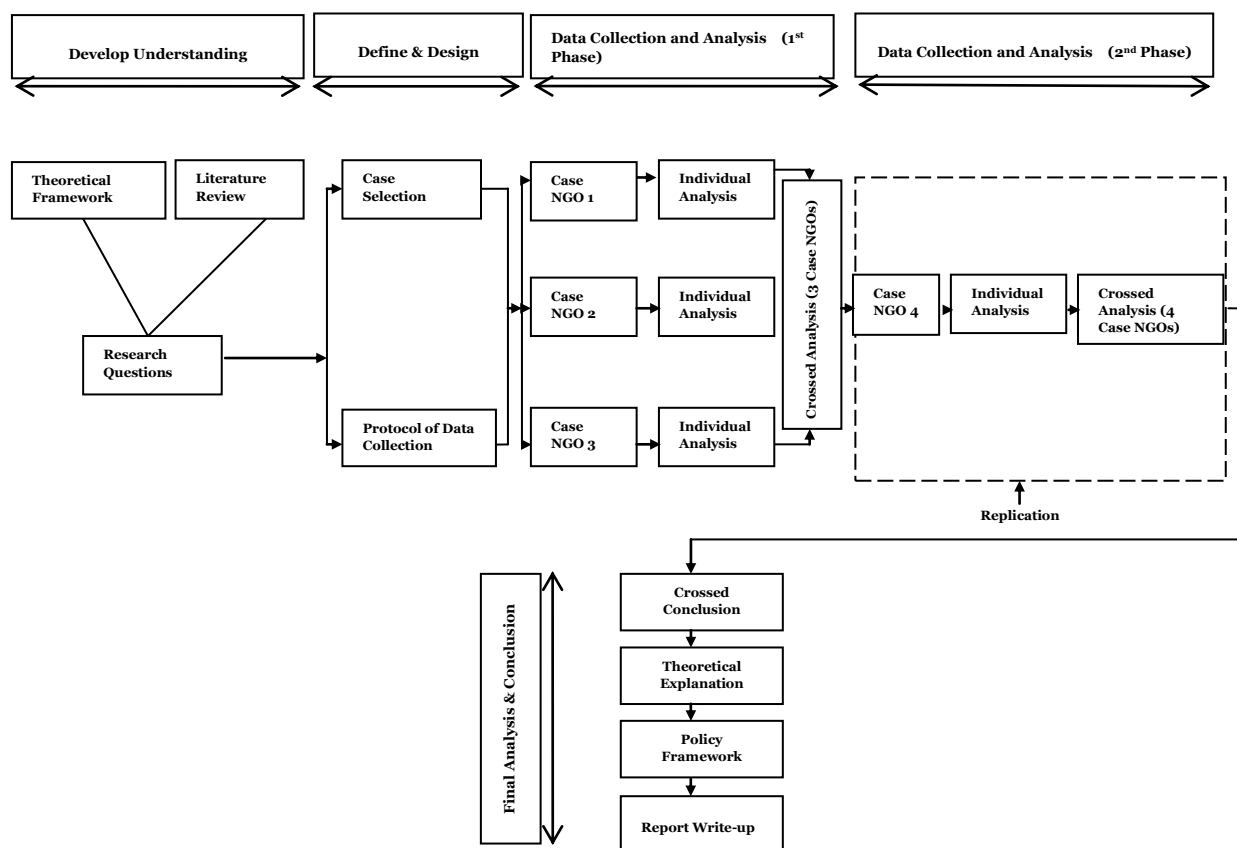 Develop Understanding
Define & Design
Data Collection and Analysis (1st
Phase)
Data Collection and Analysis (2nd Phase)
Theoretical
Framework
Literature
Review
Research
Questions
Case
Selection
Protocol of Data
Collection
Case
NGO 1
Individual
Analysis
Case
NGO 2
Individual
Analysis
Case
NGO 3
Individual
Analysis
Crossed Analysis (3 Case NGOs)
Case
NGO 4
Individual
Analysis
Crossed
Analysis (4
Case NGOs)
Replication
Final Analysis & Conclusion
Crossed
Conclusion
Theoretical
Explanation
Policy
Framework
Report Write-up